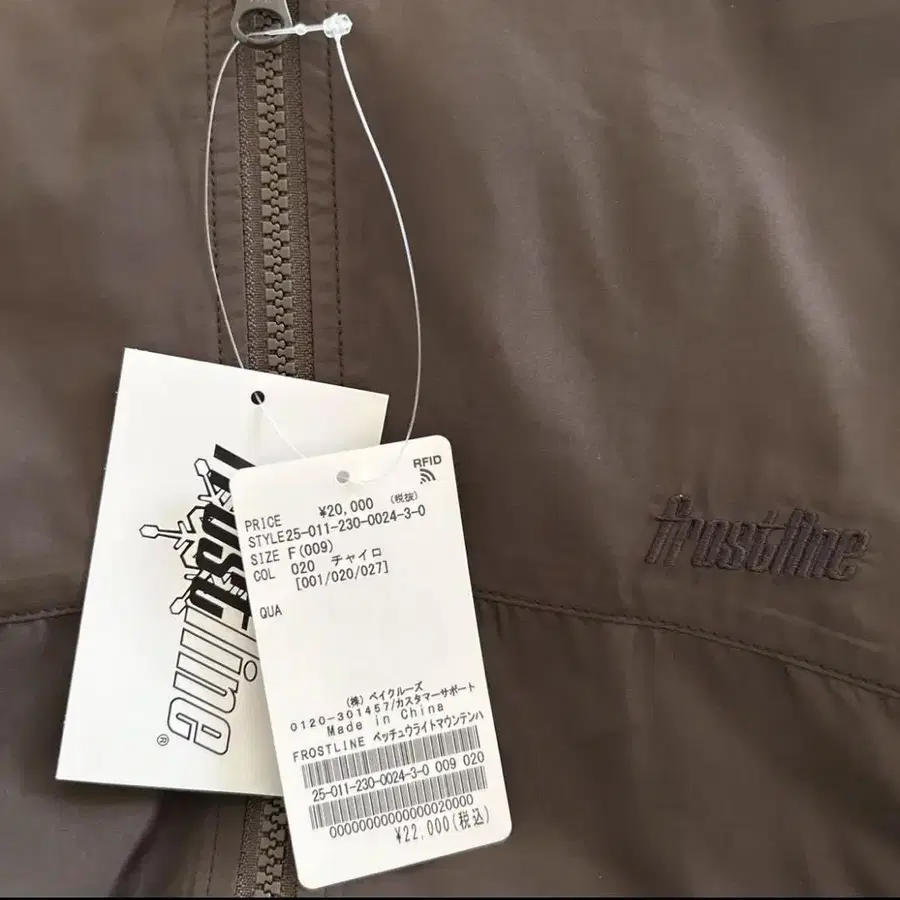 frostline
®
RFID
PRICE ¥20,000 (税抜)
STYLE25-011-230-0024-3-0
SIZE F(009)
COL 020 チャイロ
[001/020/027]
QUA
(株)ベイクルーズ
0120-301457/カスタマーサポート
Made in China
FROSTLINE ベッチュウライトマウンテンハ
25-011-230-0024-3-0 009 020
00000000000000020000
¥22,000(税込)
frostline